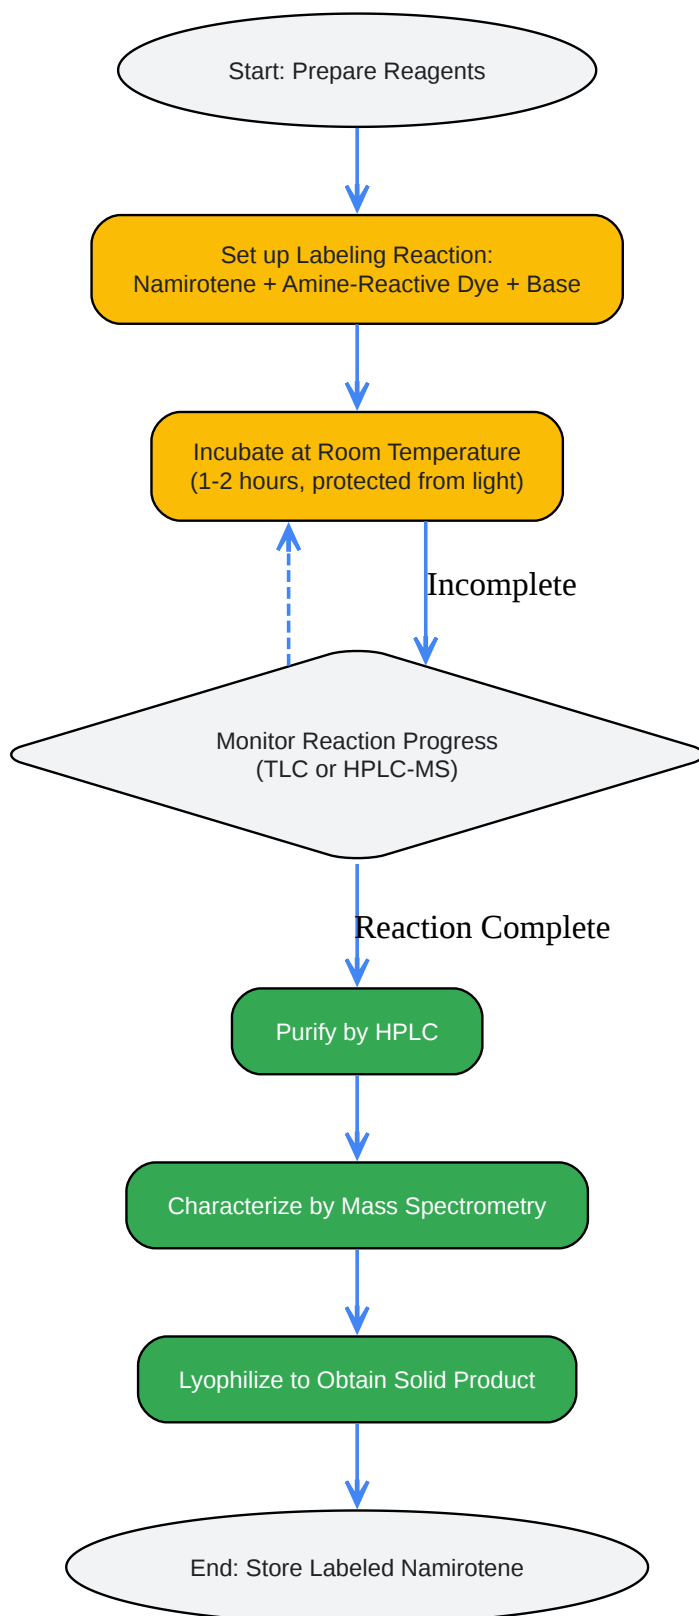 Start: Prepare Reagents
Set up Labeling Reaction:
Namirotene + Amine-Reactive Dye + Base
Incubate at Room Temperature
(1-2 hours, protected from light)
Incomplete
Monitor Reaction Progress
(TLC or HPLC-MS)
Reaction Complete
Purify by HPLC
Characterize by Mass Spectrometry
Lyophilize to Obtain Solid Product
End: Store Labeled Namirotene